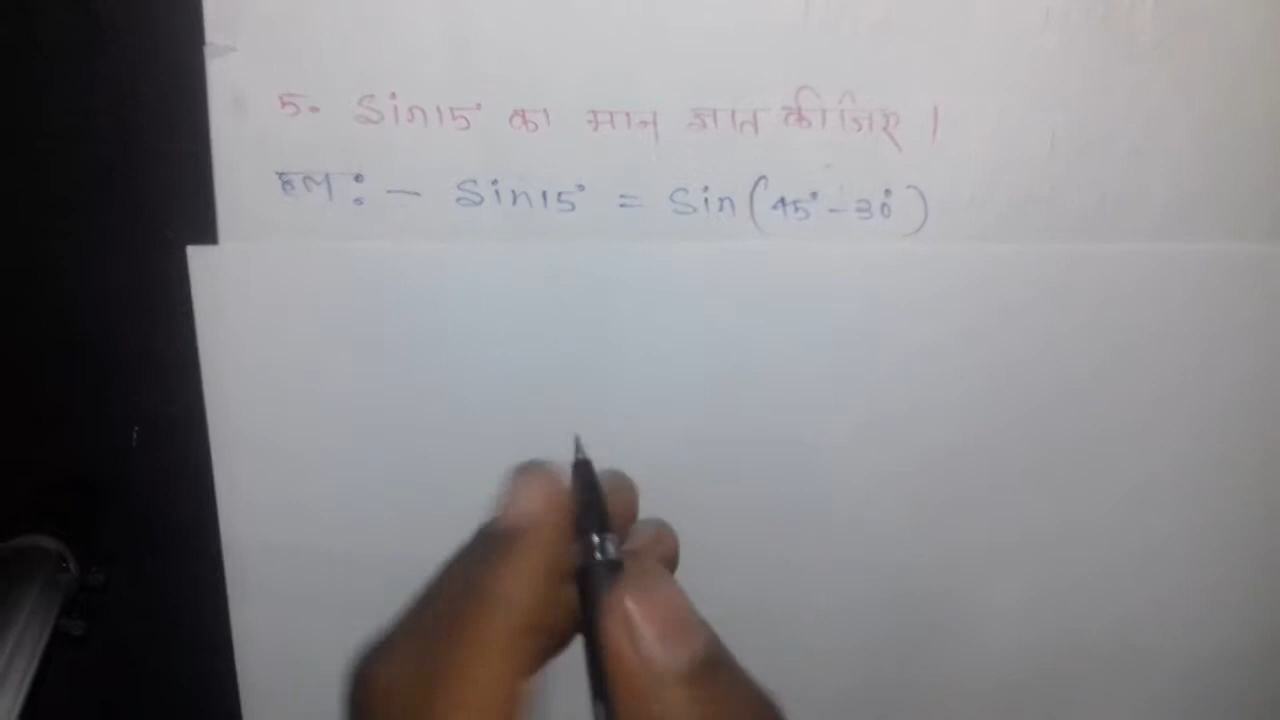 5. Sin15° का मान ज्ञात कीजिए ।
हल:- Sin15° = Sin(45°-30°)